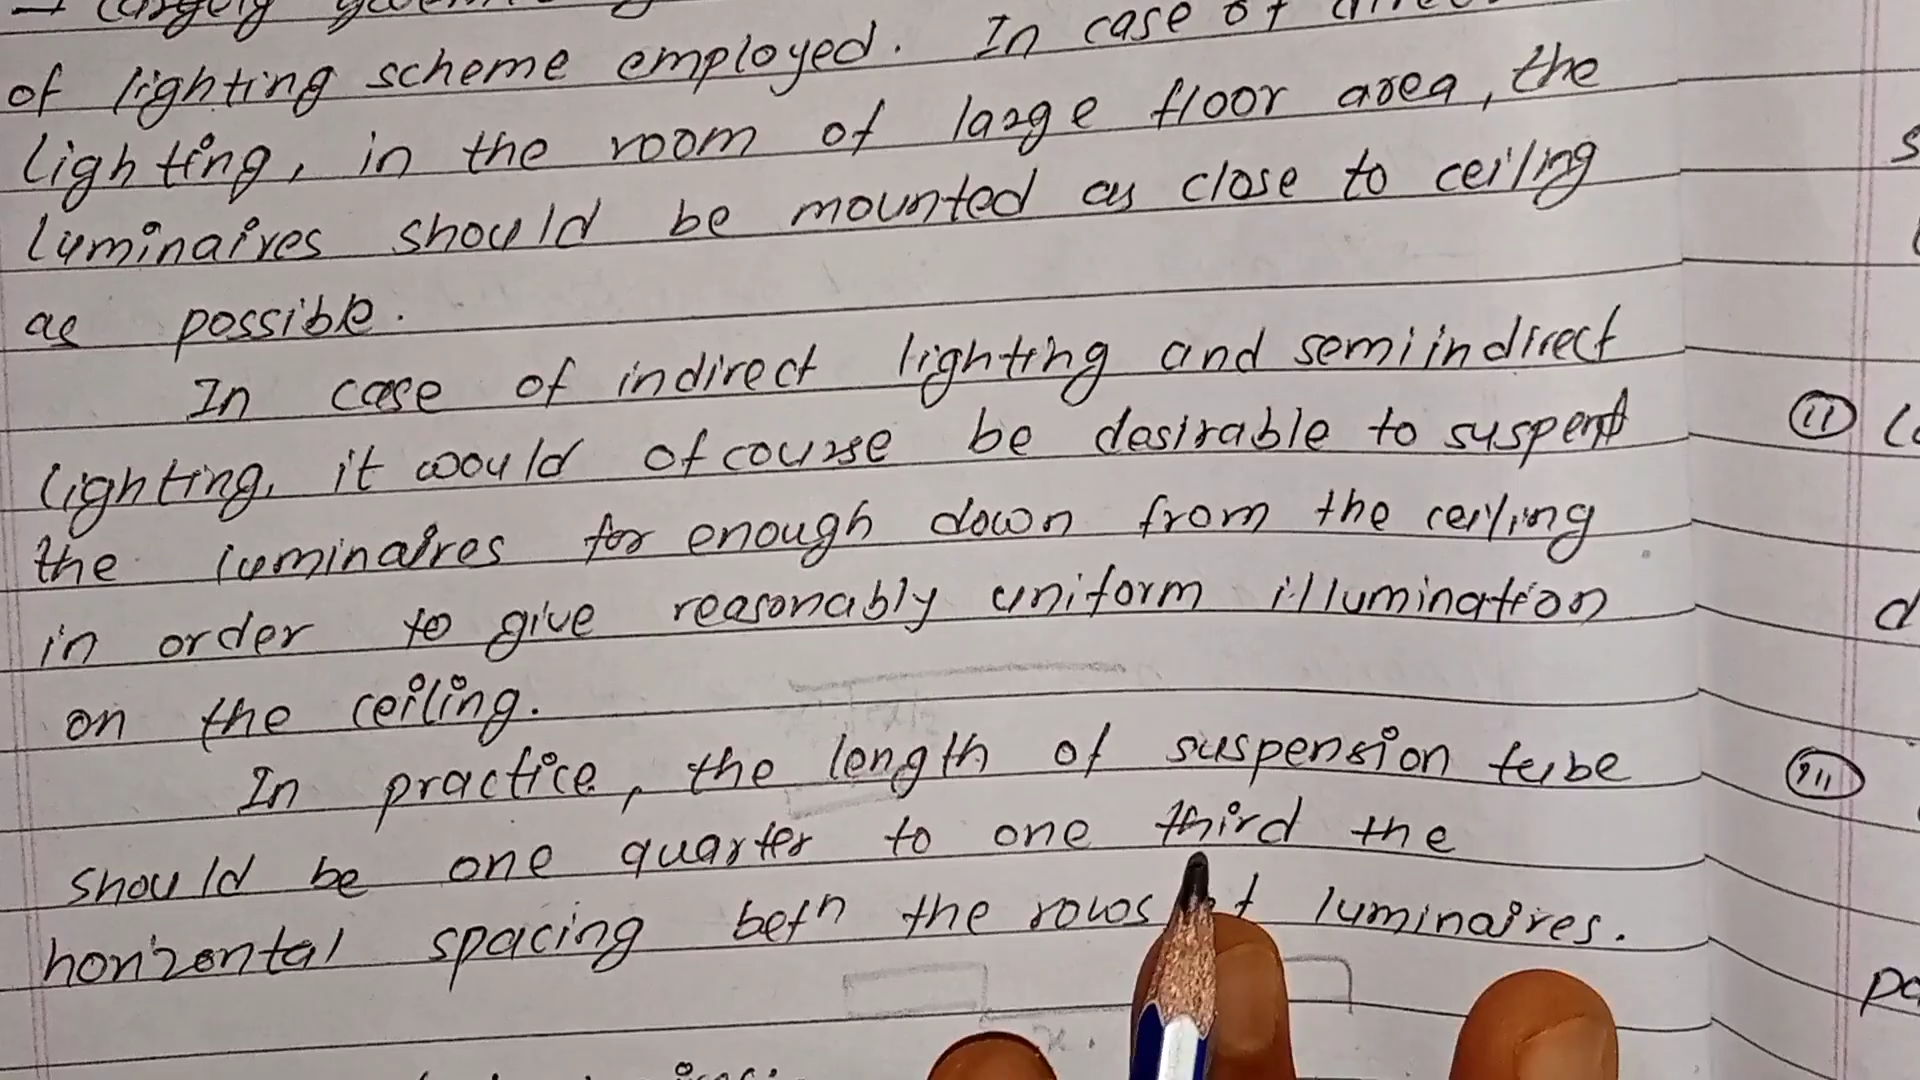 of lighting scheme employed. In case of
lighting, in the room of large floor area, the
luminaires should be mounted as close to ceiling
as possible.
In case of indirect lighting and semiindirect
lighting, it would ofcourse be desirable to suspend
the luminaires far enough down from the ceiling
in order to give reasonably uniform illumination
on the ceiling.
In practice, the length of suspension tube
should be one quarter to one third the
horizontal spacing betn the rows luminaires.
(ii)
(iii)